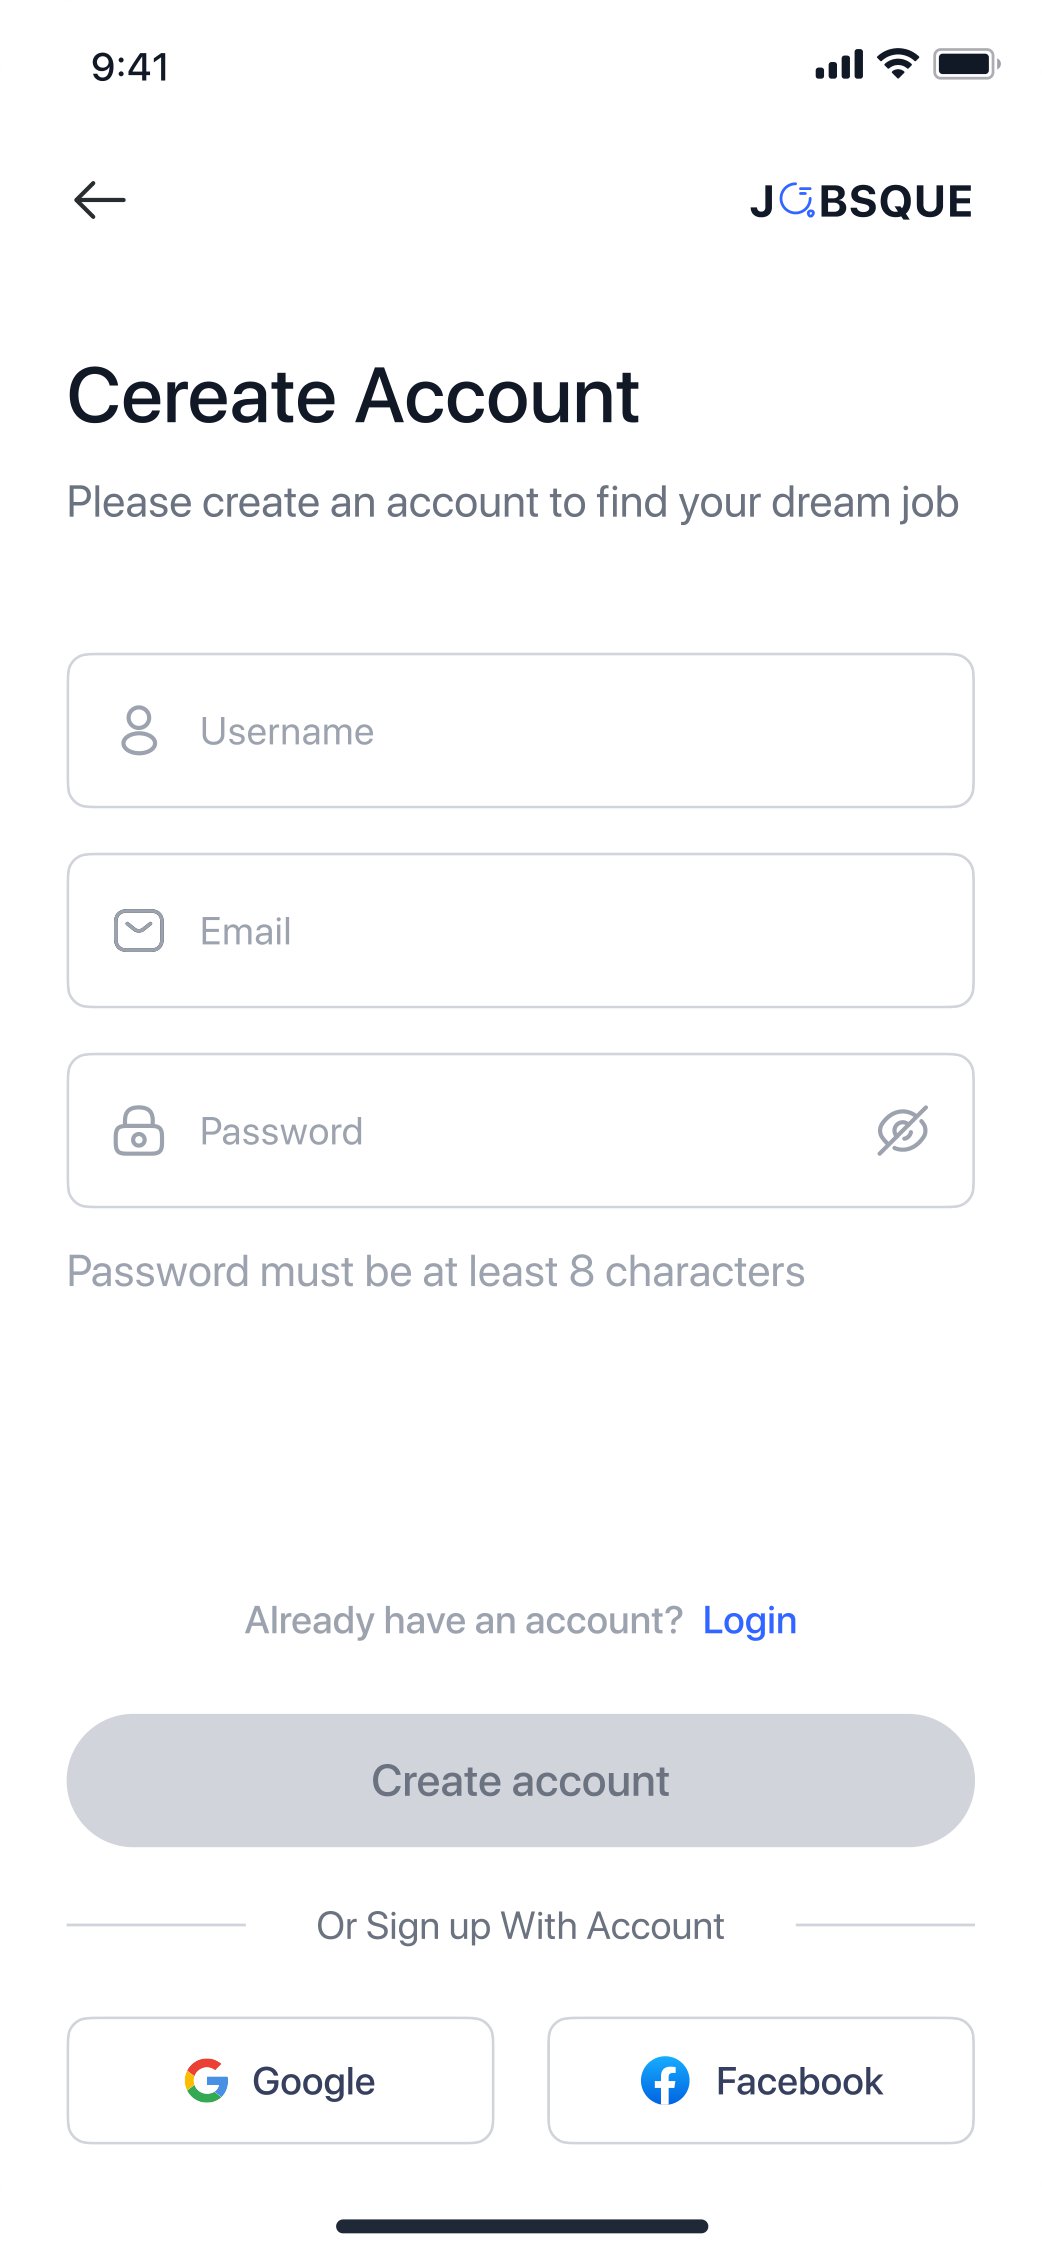 9:41
JOBSQUE
Cereate Account
Please create an account to find your dream job
Username
Email
Password
Password must be at least 8 characters
Already have an account? Login
Create account
Or Sign up With Account
Google
Facebook